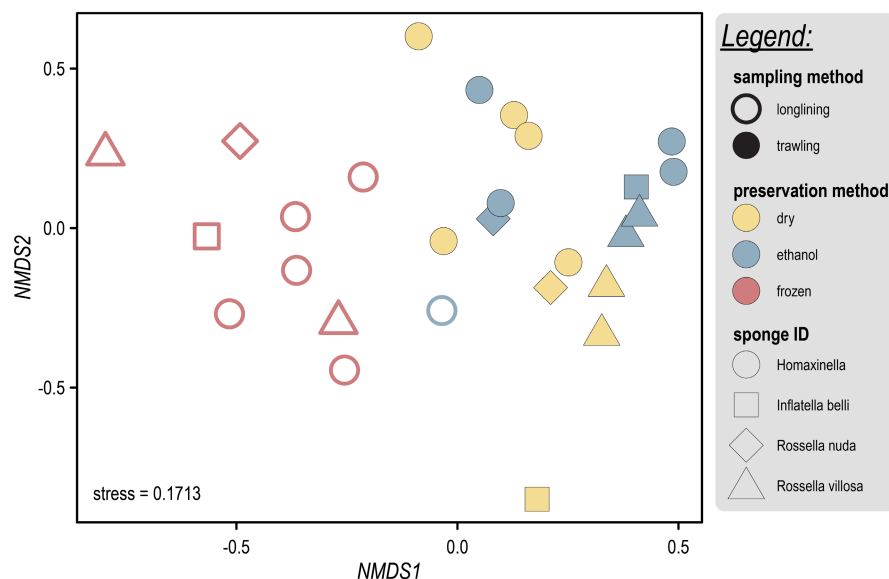 Legend:
sampling method
longlining
trawling
preservation method
dry
ethanol
frozen
sponge ID
Homaxinella
Inflatella belli
Rossella nuda
Rossella villosa
0.5
0.0
-0.5
NMDS2
stress = 0.1713
-0.5
0.0
0.5
NMDS1